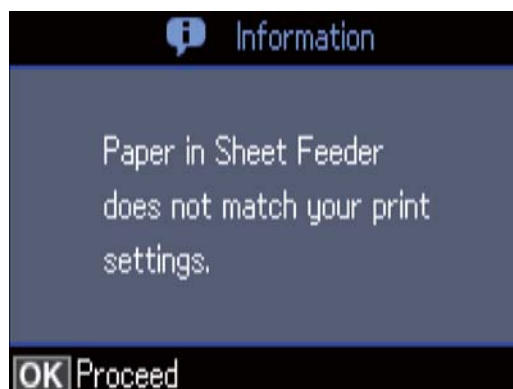 Information
Paper in Sheet Feeder
does not match your print
settings.
OK Proceed